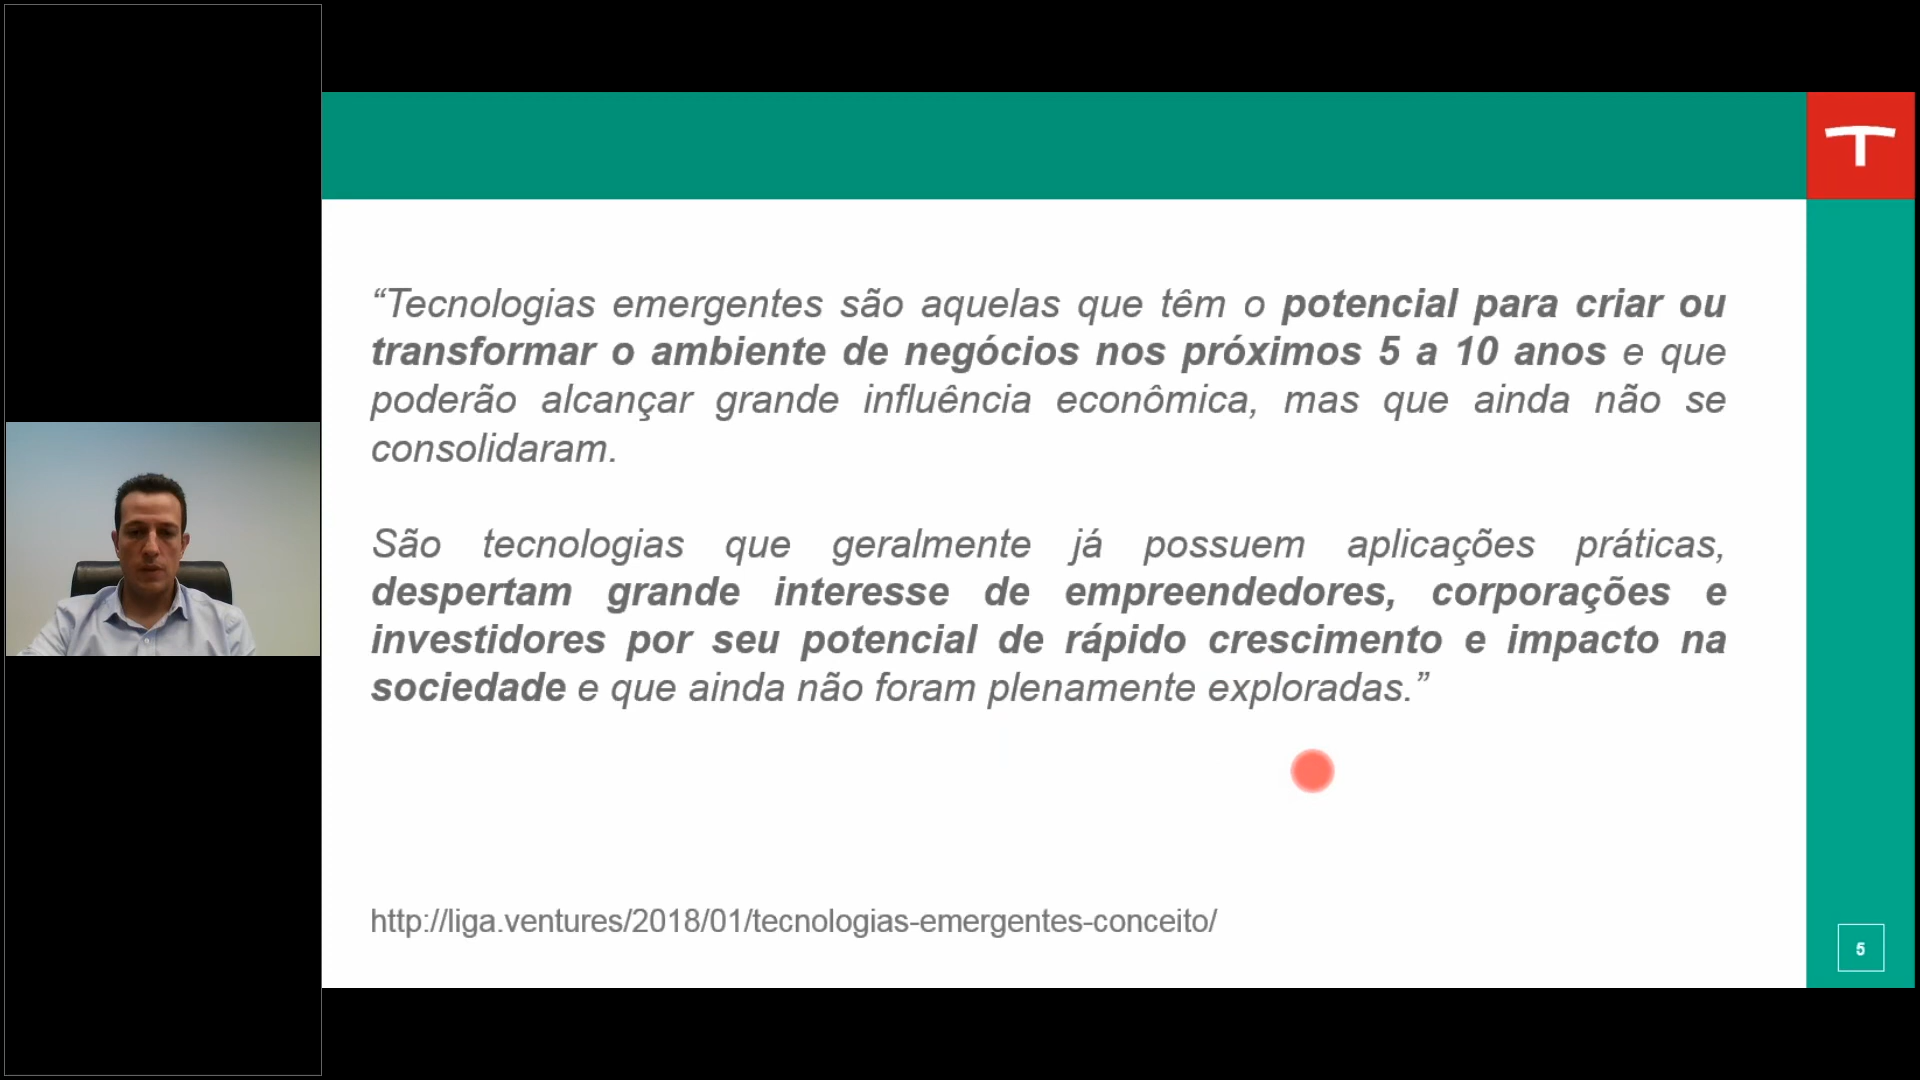 “Tecnologias emergentes são aquelas que têm o potencial para criar ou
transformar o ambiente de negócios nos próximos 5 a 10 anos e que
poderão alcançar grande influência econômica, mas que ainda não se
consolidaram.
São tecnologias que geralmente já possuem aplicações práticas,
despertam grande interesse de empreendedores, corporações e
investidores por seu potencial de rápido crescimento e impacto na
sociedade e que ainda não foram plenamente exploradas.”
http://liga.ventures/2018/01/tecnologias-emergentes-conceito/
5